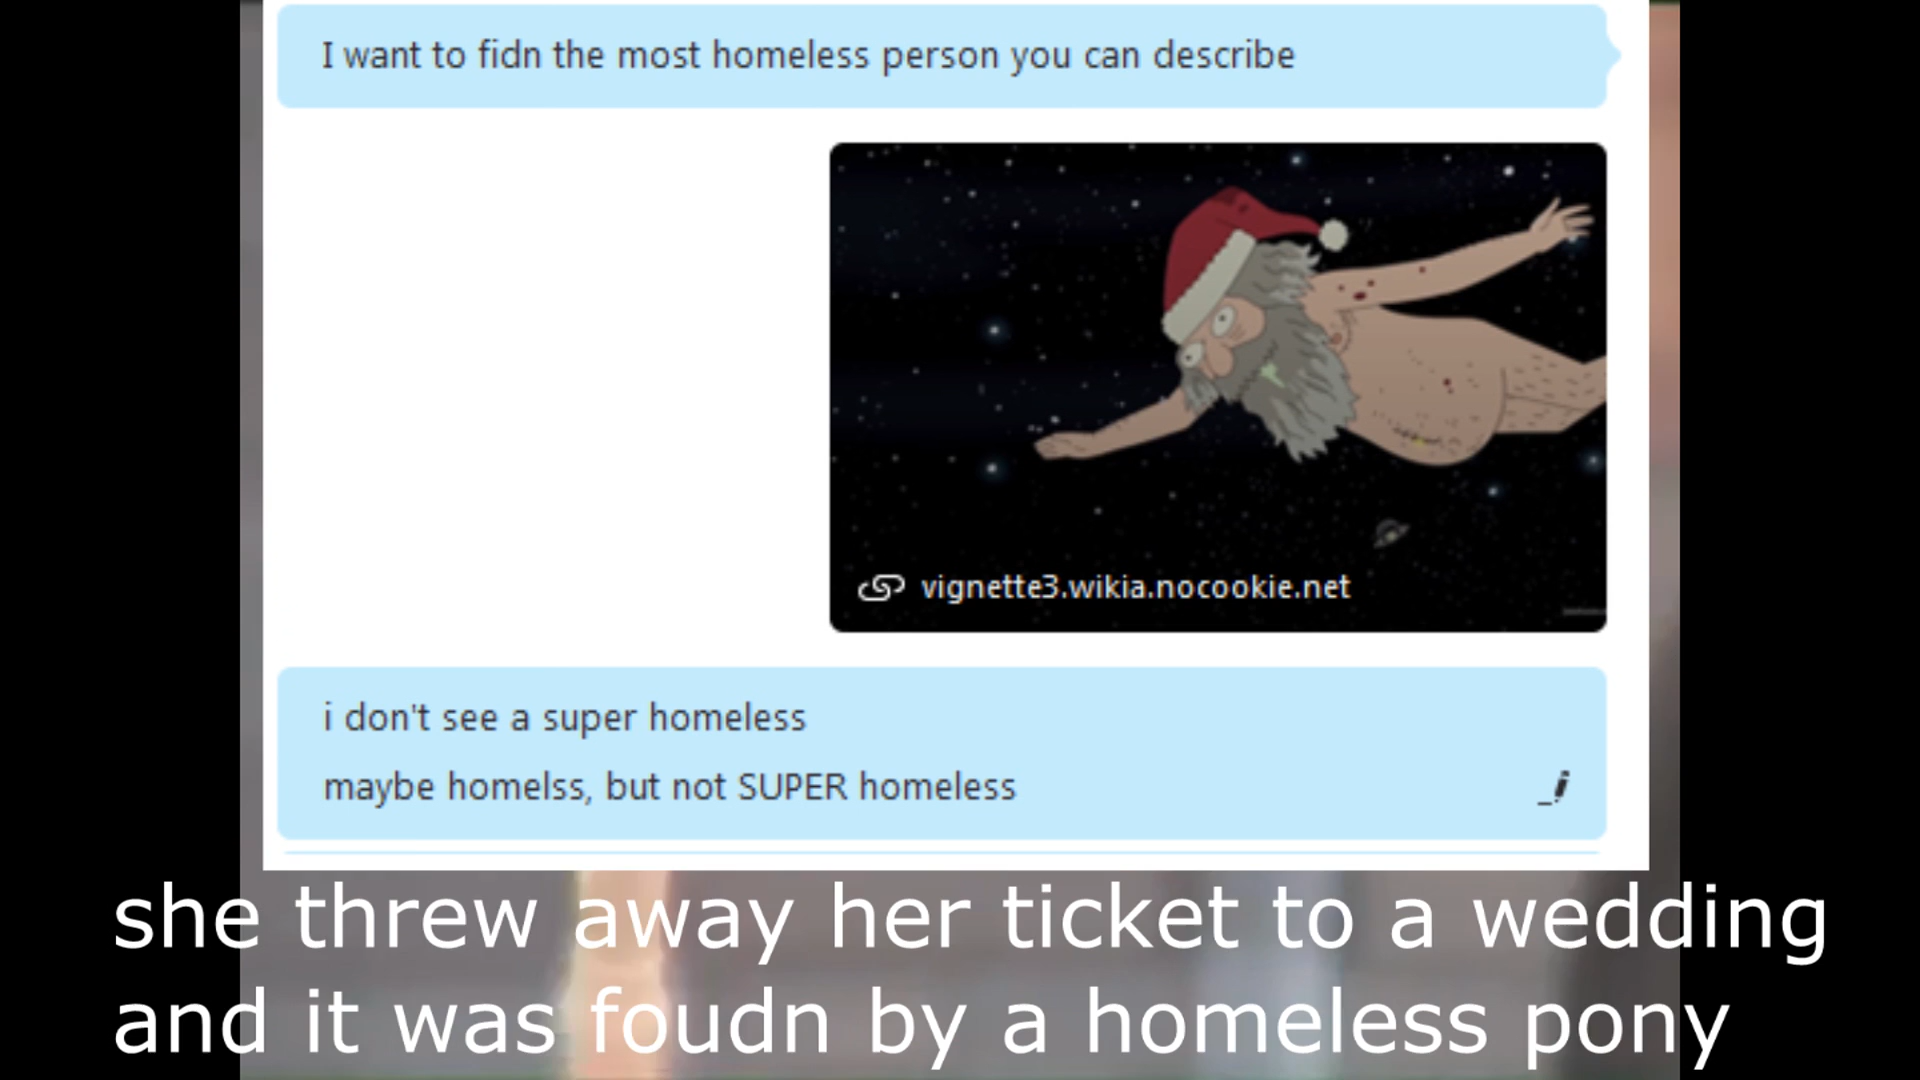 I want to fidn the most homeless person you can describe
vignette3.wikia.nocookie.net
i don't see a super homeless
maybe homelss, but not SUPER homeless
she threw away her ticket to a wedding
and it was foudn by a homeless pony